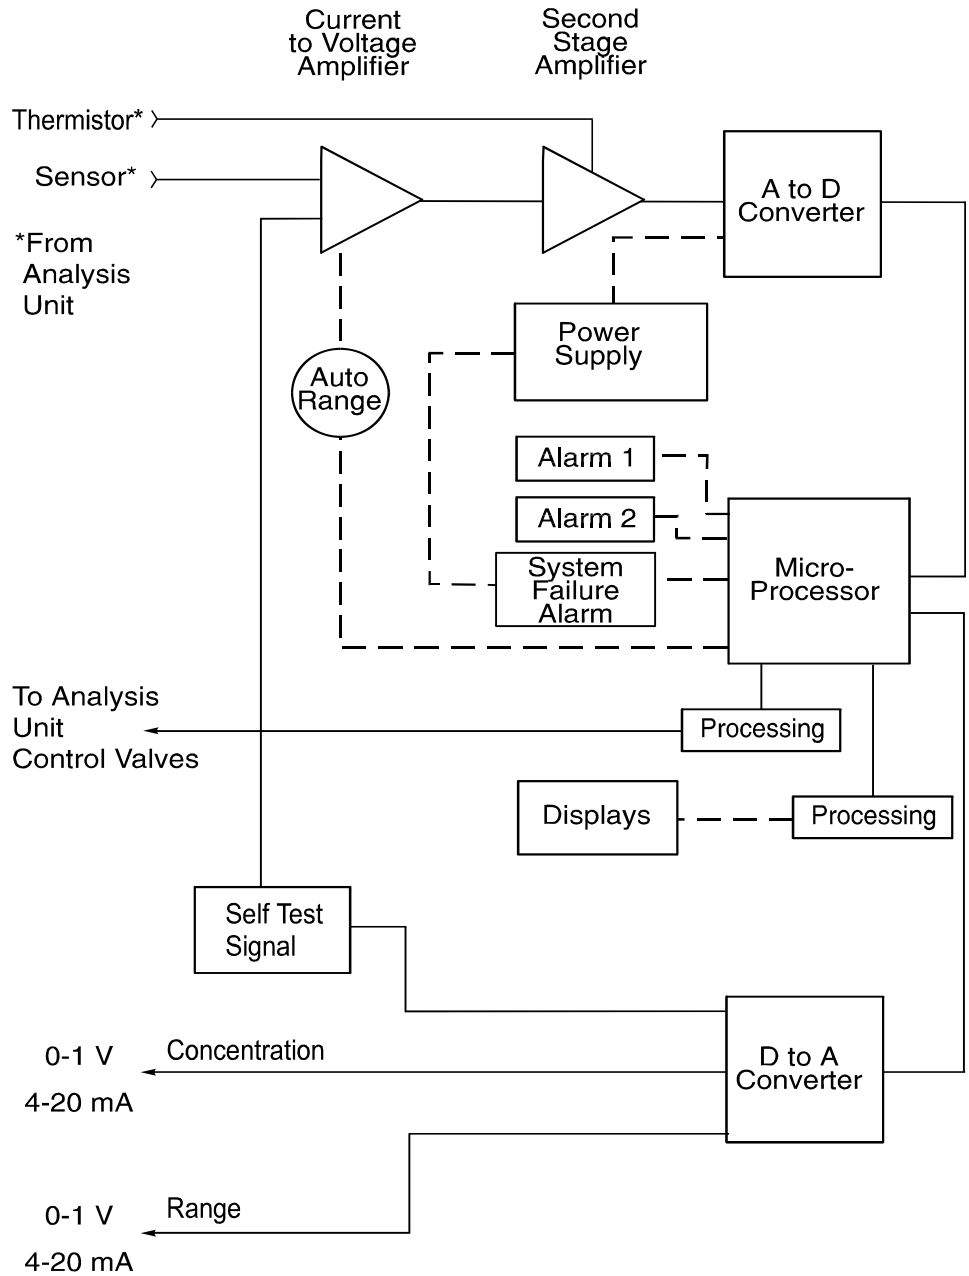 Current
to Voltage
Amplifier
Second
Stage
Amplifier
Thermistor*
Sensor*
*From
Analysis
Unit
A to D
Converter
Power
Supply
Auto
Range
Alarm 1
Alarm 2
System
Failure
Alarm
Micro-
Processor
To Analysis
Unit
Control Valves
Processing
Displays
Processing
Self Test
Signal
D to A
Converter
0-1 V
4-20 mA
Concentration
0-1 V
4-20 mA
Range